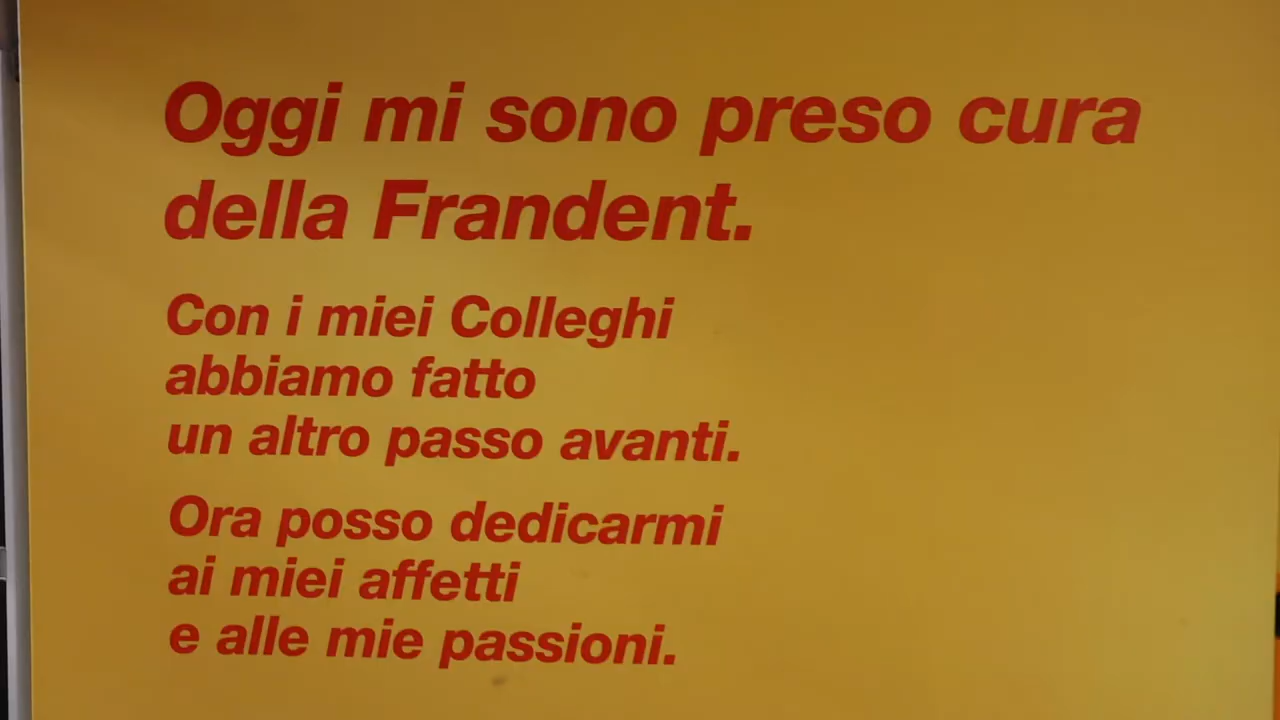 Oggi mi sono preso cura
della Frandent.
Con i miei Colleghi
abbiamo fatto
un altro passo avanti.
Ora posso dedicarmi
ai miei affetti
e alle mie passioni.